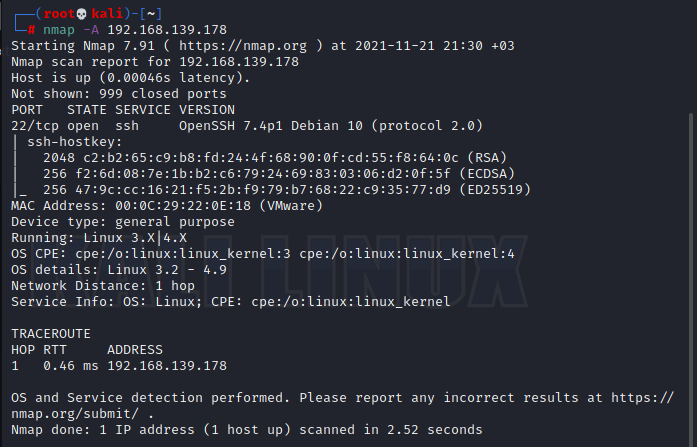 (root💀kali)-[~]
# nmap -A 192.168.139.178
Starting Nmap 7.91 ( https://nmap.org ) at 2021-11-21 21:30 +03
Nmap scan report for 192.168.139.178
Host is up (0.00046s latency).
Not shown: 999 closed ports
PORT   STATE SERVICE VERSION
22/tcp open  ssh     OpenSSH 7.4p1 Debian 10 (protocol 2.0)
| ssh-hostkey:
|   2048 c2:b2:65:c9:b8:fd:24:4f:68:90:0f:cd:55:f8:64:0c (RSA)
|   256 f2:6d:08:7e:1b:b2:c6:79:24:69:83:03:06:d2:0f:5f (ECDSA)
|_  256 47:9c:cc:16:21:f5:2b:f9:79:b7:68:22:c9:35:77:d9 (ED25519)
MAC Address: 00:0C:29:22:0E:18 (VMware)
Device type: general purpose
Running: Linux 3.X|4.X
OS CPE: cpe:/o:linux:linux_kernel:3 cpe:/o:linux:linux_kernel:4
OS details: Linux 3.2 - 4.9
Network Distance: 1 hop
Service Info: OS: Linux; CPE: cpe:/o:linux:linux_kernel
KALI LINUX
TRACEROUTE
HOP RTT     ADDRESS
1   0.46 ms 192.168.139.178
OS and Service detection performed. Please report any incorrect results at https://
nmap.org/submit/ .
Nmap done: 1 IP address (1 host up) scanned in 2.52 seconds